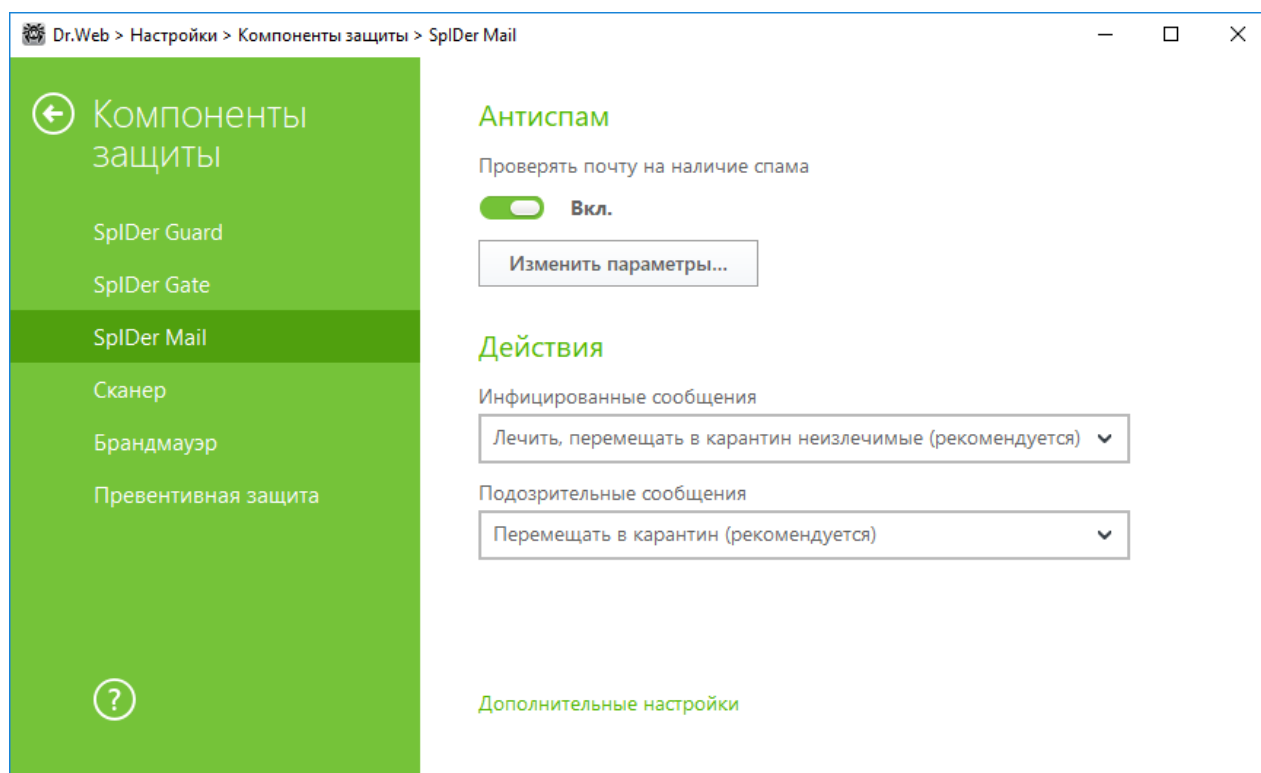 Dr.Web > Настройки > Компоненты защиты > SpIDer Mail
Компоненты
защиты
SpIDer Guard
SpIDer Gate
SpIDer Mail
Сканер
Брандмауэр
Превентивная защита
?
Антиспам
Проверять почту на наличие спама
Вкл.
Изменить параметры...
Действия
Инфицированные сообщения
Лечить, перемещать в карантин неизлечимые (рекомендуется)
Подозрительные сообщения
Перемещать в карантин (рекомендуется)
Дополнительные настройки